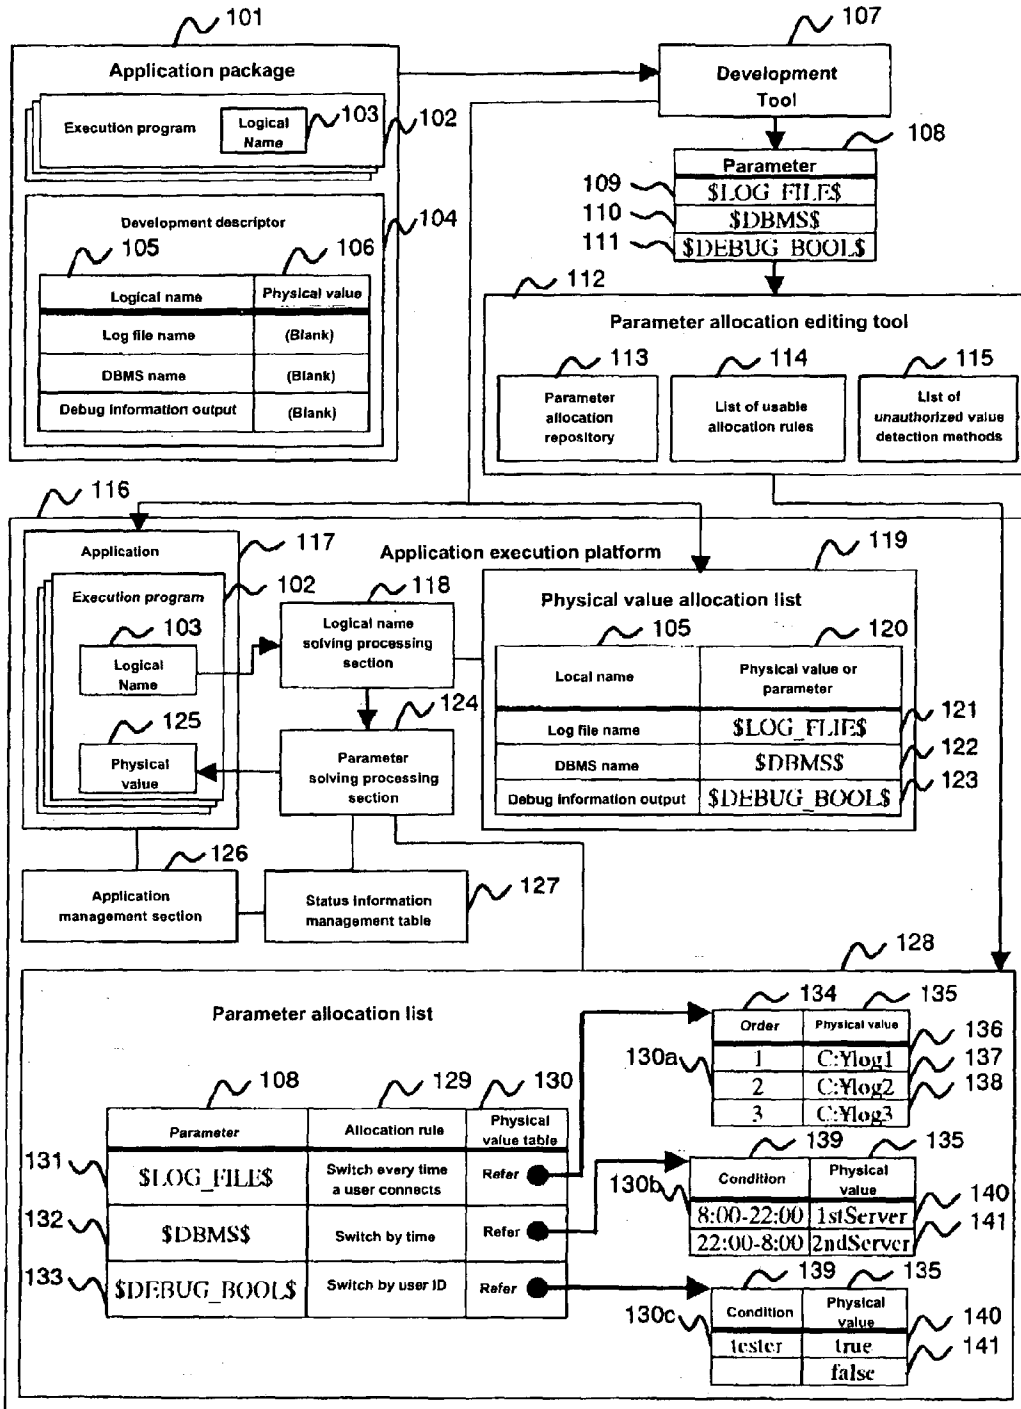 101
Application package
Execution program
Logical
Name
103
102
Development descriptor
104
105
106
Logical name
Physical value
Log file name
(Blank)
DBMS name
(Blank)
Debug information output
(Blank)
107
Development
Tool
108
Parameter
109
$LOG_FILE$
110
$DBMS$
111
$DEBUG_BOOL$
112
Parameter allocation editing tool
113
Parameter
allocation
repository
114
List of usable
allocation rules
115
List of
unauthorized value
detection methods
116
Application
117
Application execution platform
Execution program
102
103
Logical
Name
125
Physical
value
118
Logical name
solving processing
section
124
Parameter
solving processing
section
119
Physical value allocation list
105
120
Local name
Physical value or
parameter
Log file name
$LOG_FLIE$
121
DBMS name
$DBMS$
122
Debug information output
$DEBUG_BOOL$
123
126
Application
management section
127
Status information
management table
128
Parameter allocation list
108
129
130
Parameter
Allocation rule
Physical
value table
131
$LOG_FILE$
Switch every time
a user connects
Refer
132
$DBMS$
Switch by time
Refer
133
$DEBUG_BOOL$
Switch by user ID
Refer
134
135
Order
Physical value
136
130a
1
C:¥log1
137
2
C:¥log2
138
3
C:¥log3
139
135
Condition
Physical
value
130b
140
8:00-22:00
1stServer
141
22:00-8:00
2ndServer
139
135
Condition
Physical
value
130c
140
tester
true
141
false